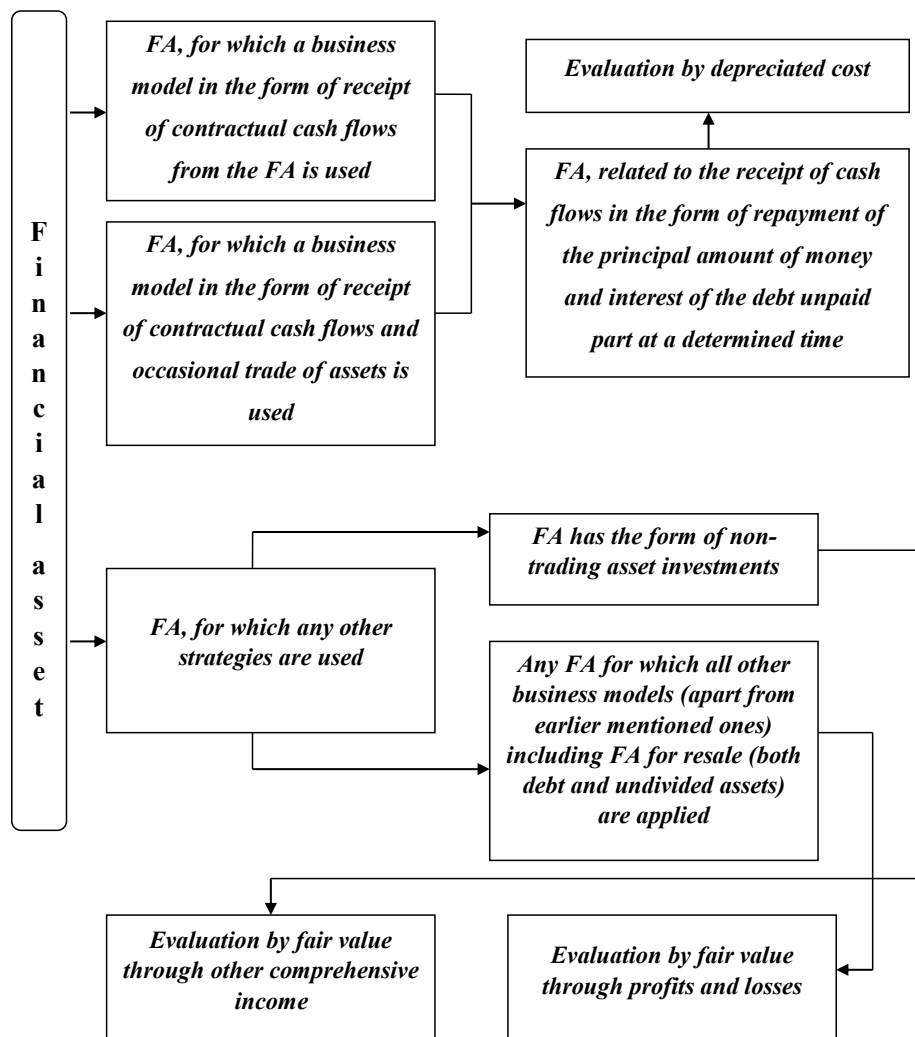 Financial asset
FA, for which a business
model in the form of receipt
of contractual cash flows
from the FA is used
FA, for which a business
model in the form of receipt
of contractual cash flows and
occasional trade of assets is
used
Evaluation by depreciated cost
FA, related to the receipt of cash
flows in the form of repayment of
the principal amount of money
and interest of the debt unpaid
part at a determined time
FA, for which any other
strategies are used
FA has the form of non-
trading asset investments
Any FA for which all other
business models (apart from
earlier mentioned ones)
including FA for resale (both
debt and undivided assets)
are applied
Evaluation by fair value
through other comprehensive
income
Evaluation by fair value
through profits and losses